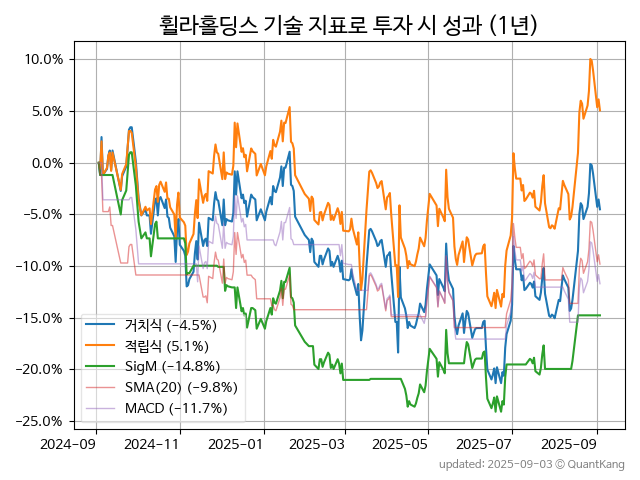 휠라홀딩스 기술 지표로 투자 시 성과 (1년)
10.0%
5.0%
0.0%
−5.0%
−10.0%
−15.0%
−20.0%
−25.0%
거치식 (−4.5%)
적립식 (5.1%)
SigM (−14.8%)
SMA(20) (−9.8%)
MACD (−11.7%)
2024-09 2024-11 2025-01 2025-03 2025-05 2025-07 2025-09
updated: 2025-09-03 © QuantKang